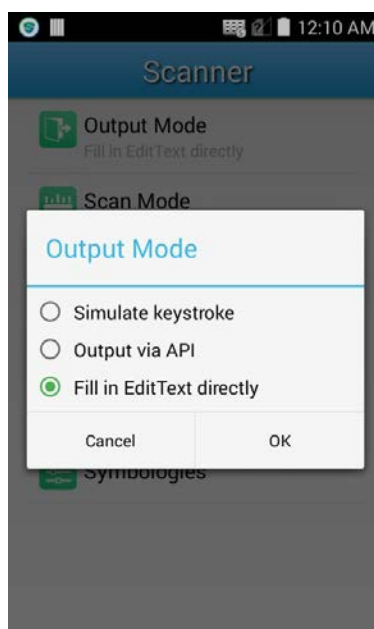 12:10 AM
Scanner
Output Mode
Fill in EditText directly
Scan Mode
Output Mode
Simulate keystroke
Output via API
Fill in EditText directly
Cancel OK
Symbologies